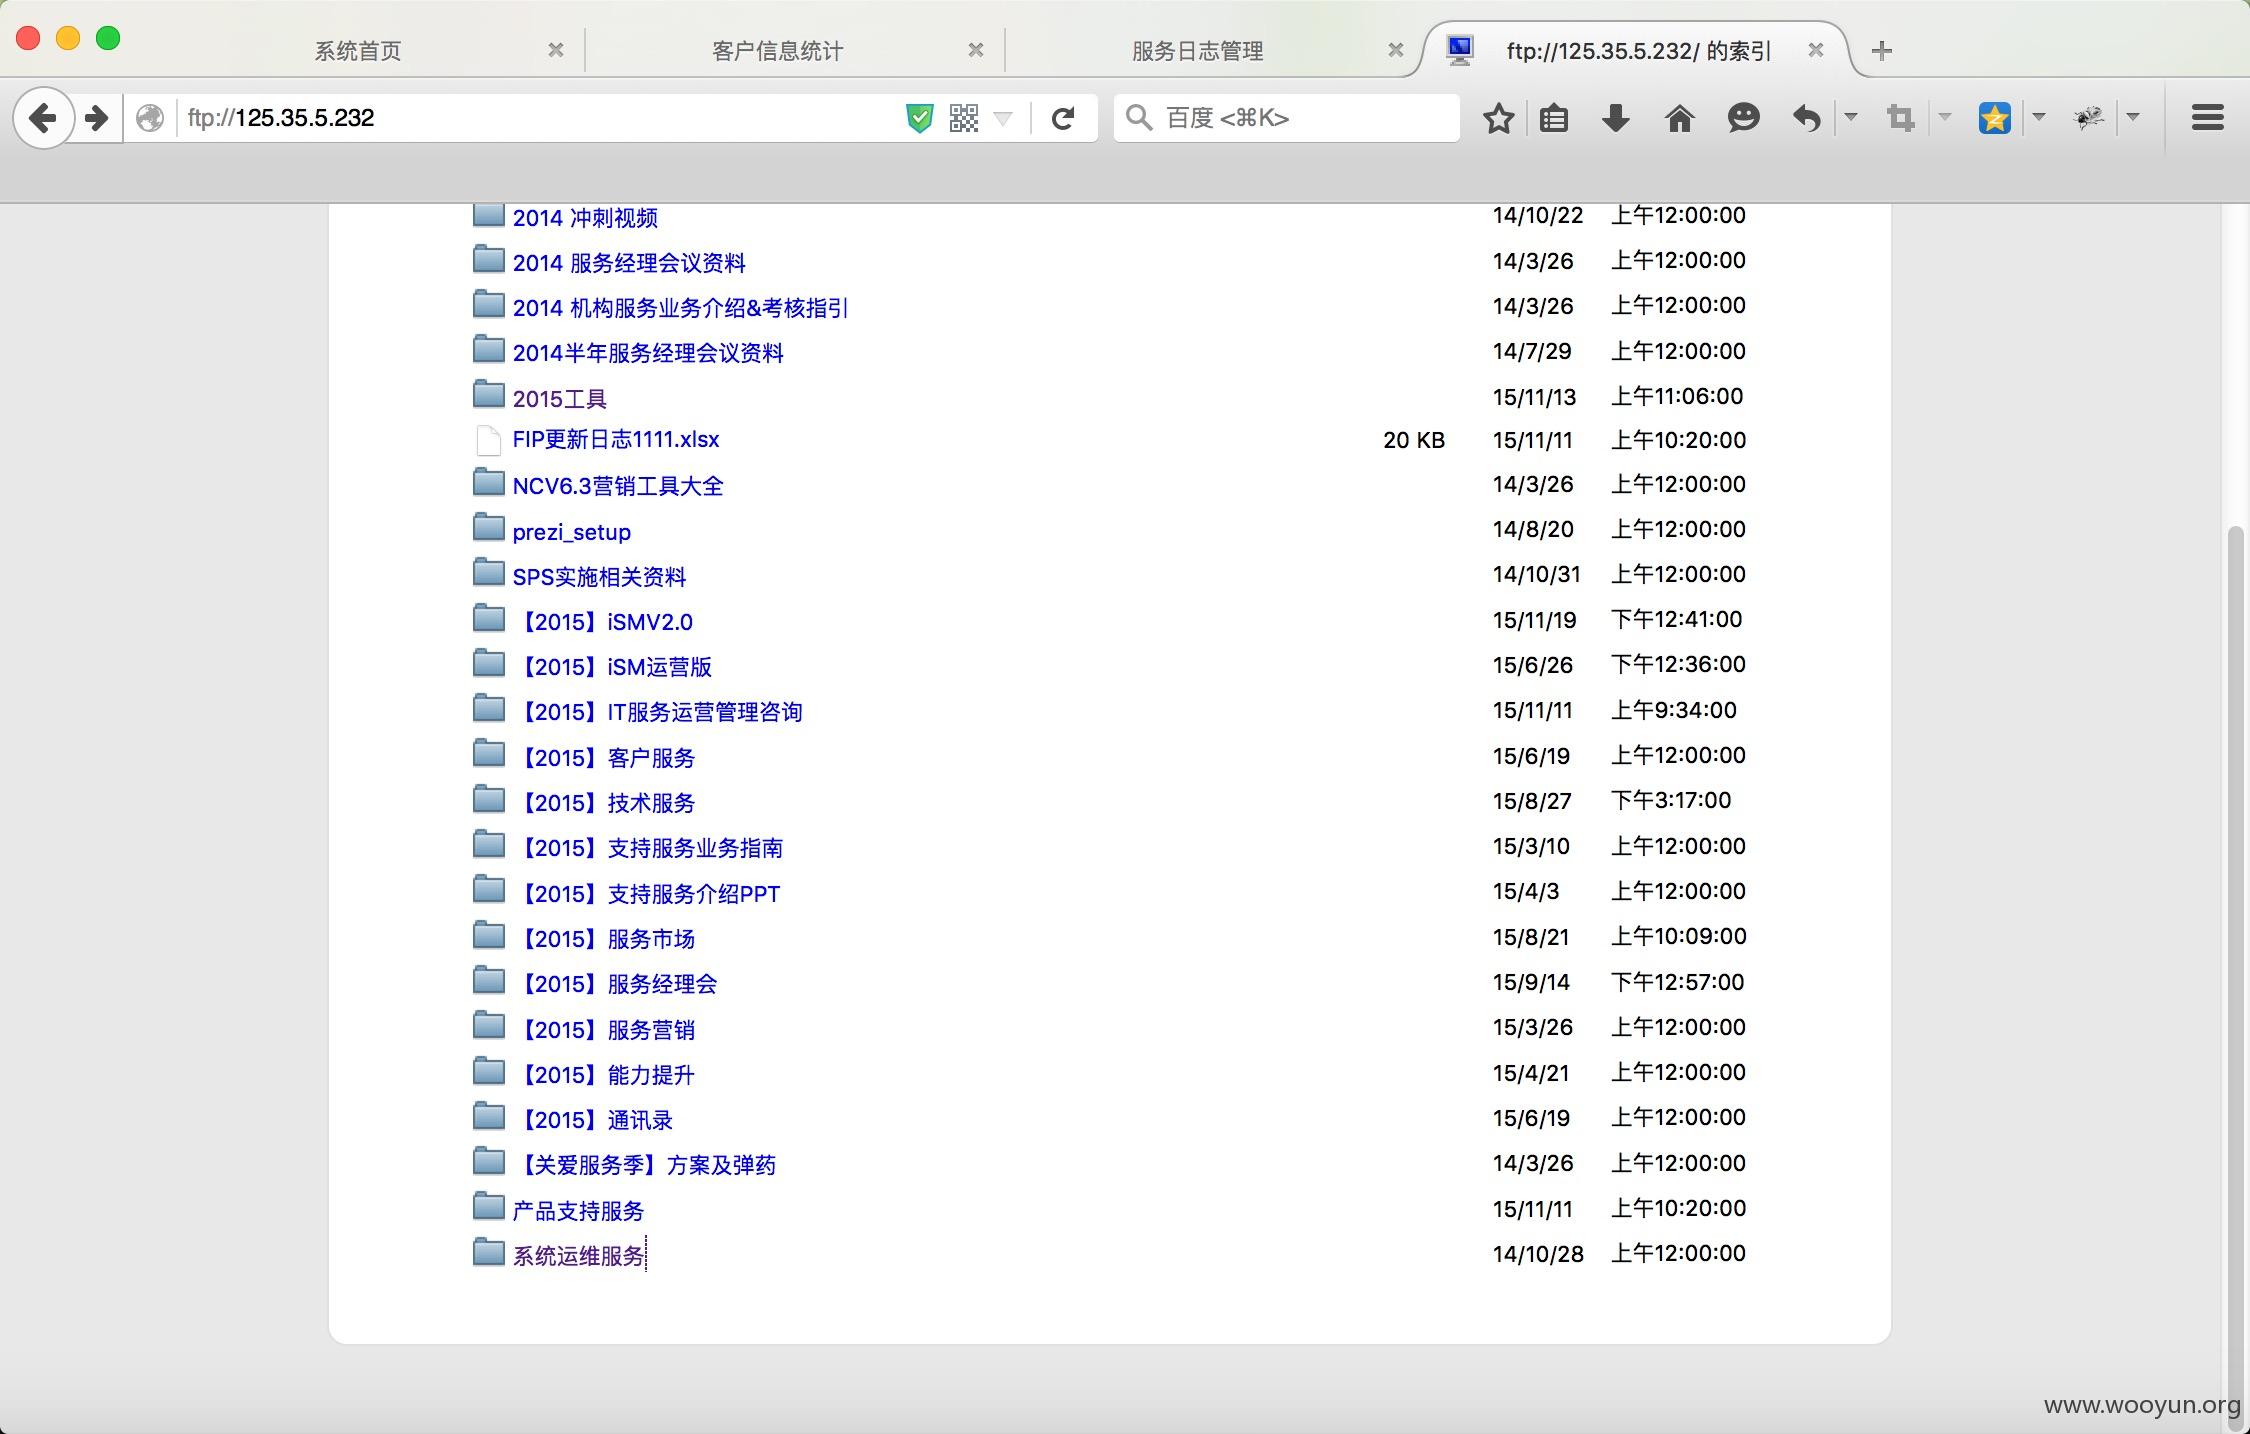 系统首页 客户信息统计 服务日志管理 ftp://125.35.5.232/ 的索引
ftp://125.35.5.232 百度 <⌘K>
2014 冲刺视频 14/10/22 上午12:00:00
2014 服务经理会议资料 14/3/26 上午12:00:00
2014 机构服务业务介绍&考核指引 14/3/26 上午12:00:00
2014半年服务经理会议资料 14/7/29 上午12:00:00
2015工具 15/11/13 上午11:06:00
FIP更新日志1111.xlsx 20 KB 15/11/11 上午10:20:00
NCV6.3营销工具大全 14/3/26 上午12:00:00
prezi_setup 14/8/20 上午12:00:00
SPS实施相关资料 14/10/31 上午12:00:00
【2015】iSMV2.0 15/11/19 下午12:41:00
【2015】iSM运营版 15/6/26 下午12:36:00
【2015】IT服务运营管理咨询 15/11/11 上午9:34:00
【2015】客户服务 15/6/19 上午12:00:00
【2015】技术服务 15/8/27 下午3:17:00
【2015】支持服务业务指南 15/3/10 上午12:00:00
【2015】支持服务介绍PPT 15/4/3 上午12:00:00
【2015】服务市场 15/8/21 上午10:09:00
【2015】服务经理会 15/9/14 下午12:57:00
【2015】服务营销 15/3/26 上午12:00:00
【2015】能力提升 15/4/21 上午12:00:00
【2015】通讯录 15/6/19 上午12:00:00
【关爱服务季】方案及弹药 14/3/26 上午12:00:00
产品支持服务 15/11/11 上午10:20:00
系统运维服务 14/10/28 上午12:00:00
www.wooyun.org